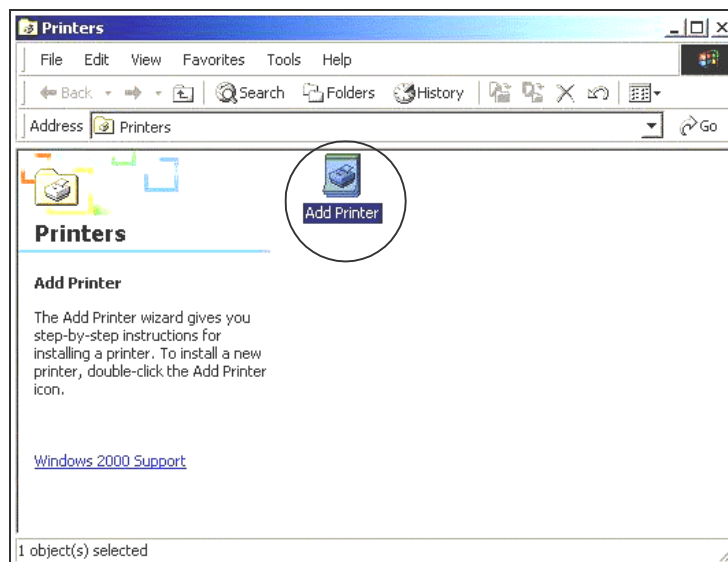 Printers
File Edit View Favorites Tools Help
Back Search Folders History
Address Printers Go
Add Printer
Printers
Add Printer
The Add Printer wizard gives you
step-by-step instructions for
installing a printer. To install a new
printer, double-click the Add Printer
icon.
Windows 2000 Support
1 object(s) selected